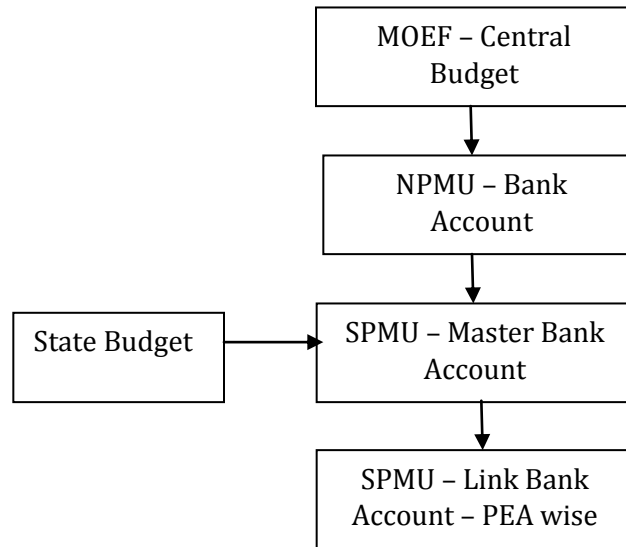 MOEF – Central
Budget
NPMU – Bank
Account
State Budget
SPMU – Master Bank
Account
SPMU – Link Bank
Account – PEA wise